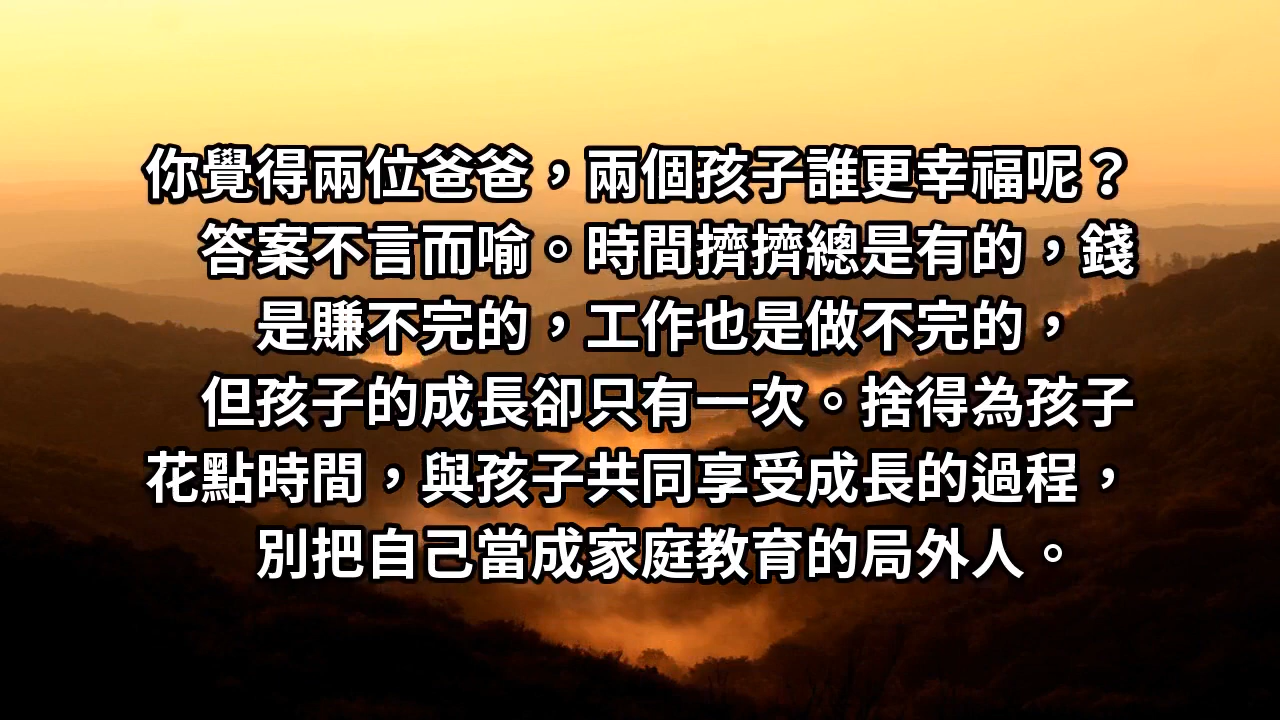 你覺得兩位爸爸，兩個孩子誰更幸福呢？
答案不言而喻。時間擠擠總是有的，錢
是賺不完的，工作也是做不完的，
但孩子的成長卻只有一次。捨得為孩子
花點時間，與孩子共同享受成長的過程，
別把自己當成家庭教育的局外人。